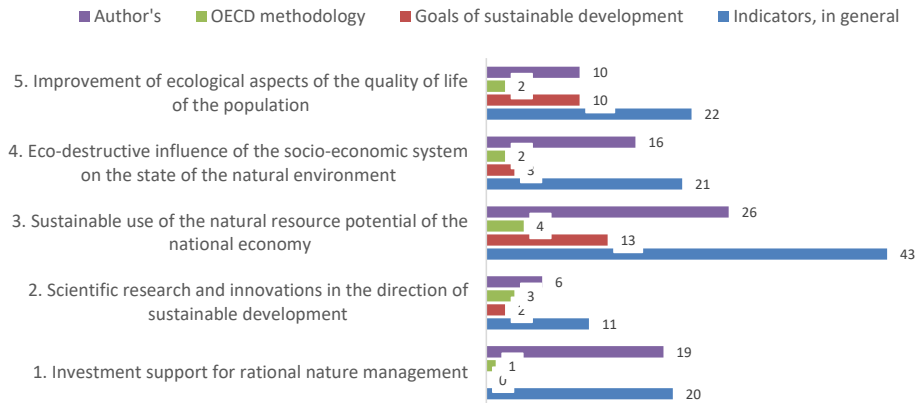 Author's OECD methodology Goals of sustainable development Indicators, in general
5. Improvement of ecological aspects of the quality of life
of the population
10
2
10
22
4. Eco-destructive influence of the socio-economic system
on the state of the natural environment
16
2
3
21
3. Sustainable use of the natural resource potential of the
national economy
26
4
13
43
2. Scientific research and innovations in the direction of
sustainable development
6
3
2
11
1. Investment support for rational nature management
19
1
0
20